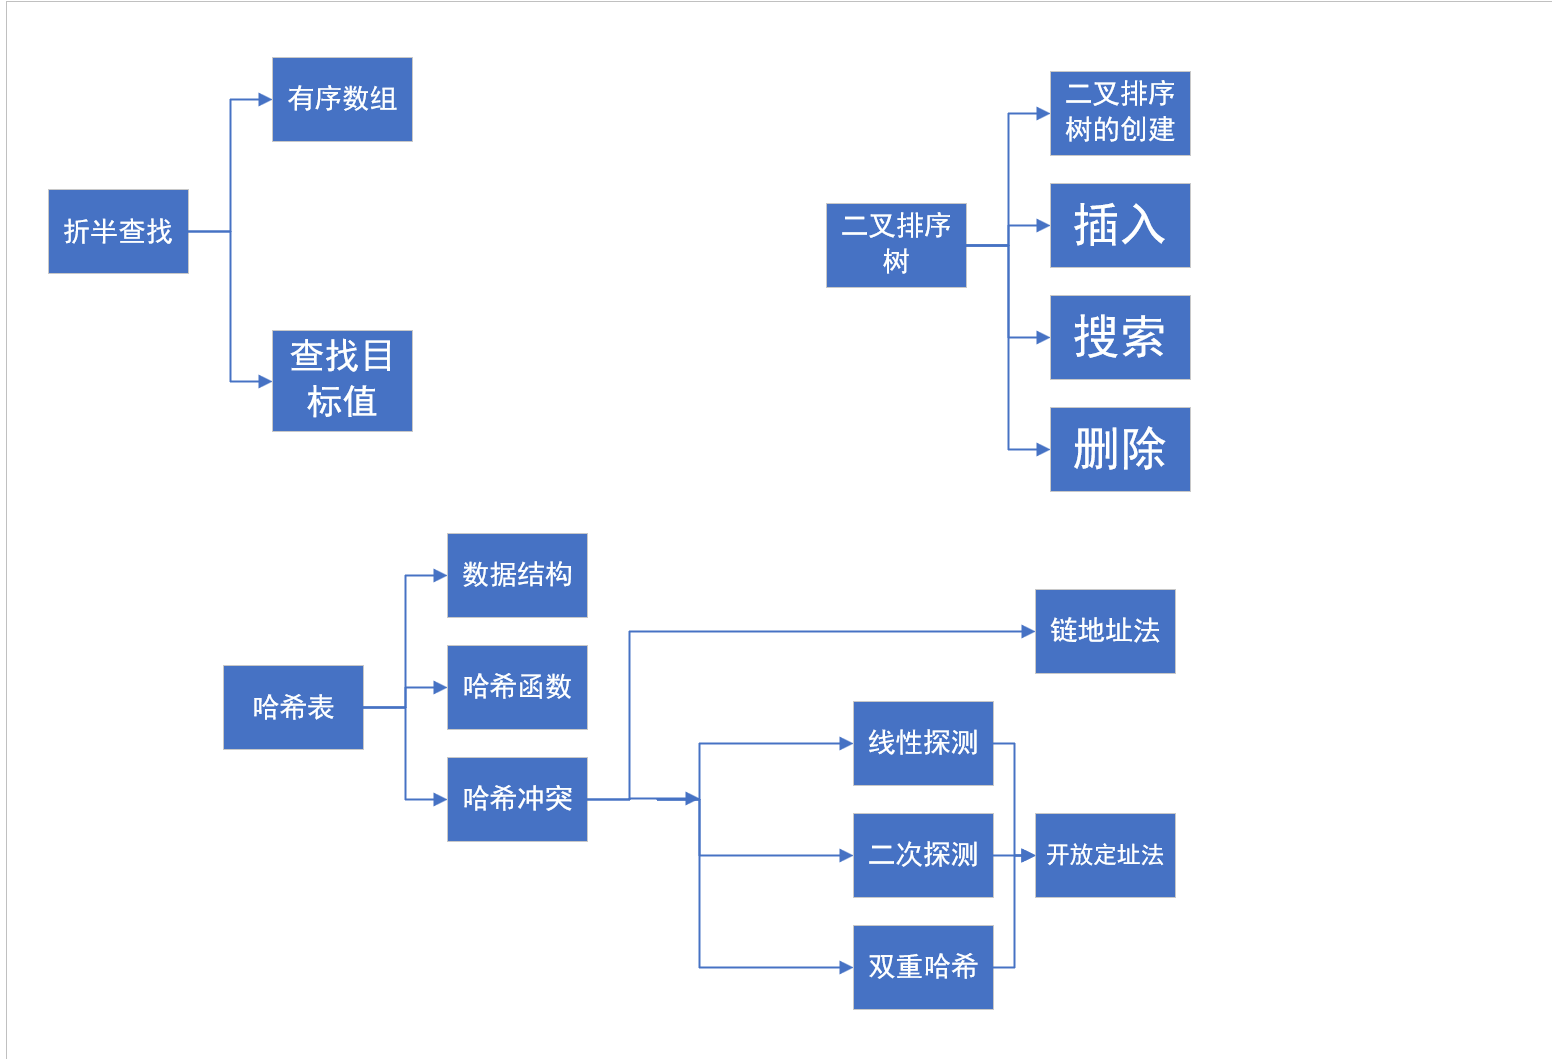 有序数组
折半查找
查找目
标值
二叉排序
树的创建
二叉排序
树
插入
搜索
删除
数据结构
哈希表
哈希函数
哈希冲突
链地址法
线性探测
二次探测
双重哈希
开放定址法